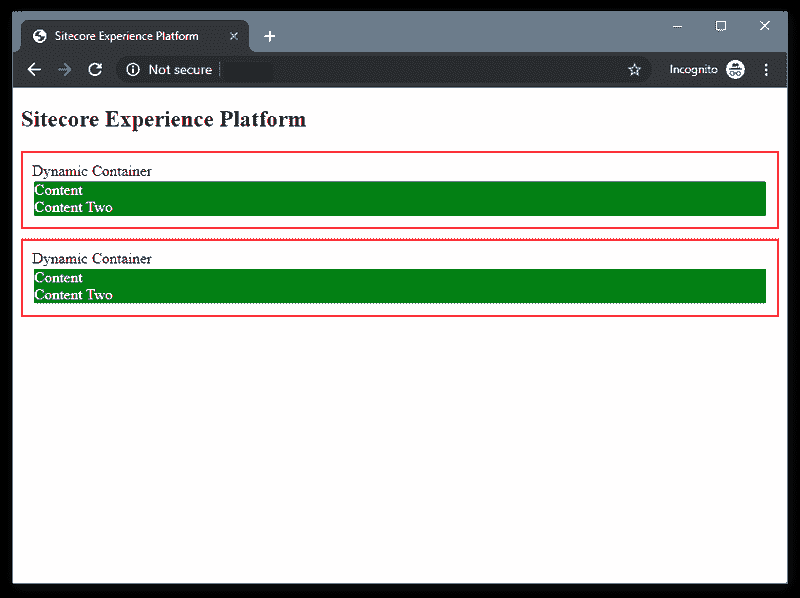 Sitecore Experience Platform
Not secure
Incognito
Sitecore Experience Platform
Dynamic Container
Content
Content Two
Dynamic Container
Content
Content Two